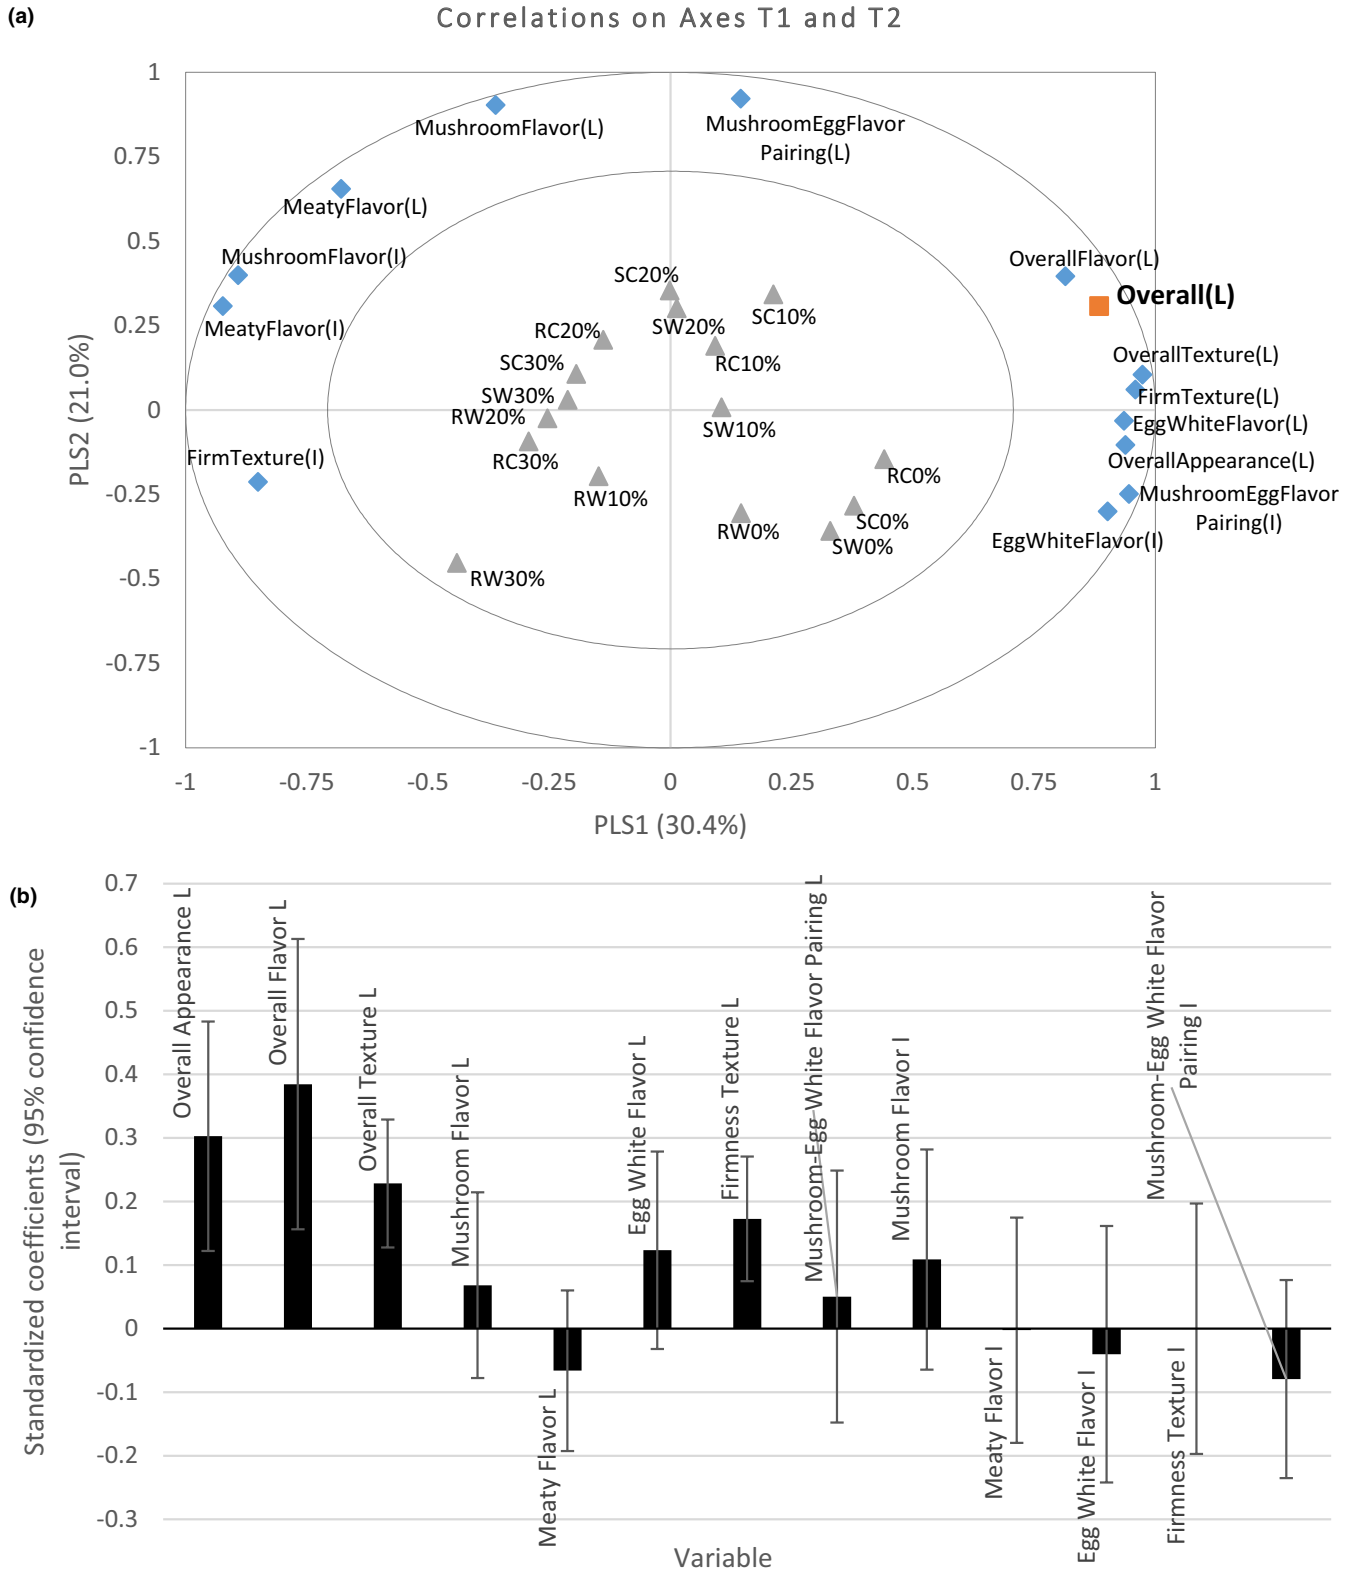 (a)
Correlations on Axes T1 and T2
1
0.75
0.5
0.25
0
-0.25
-0.5
-0.75
-1
PLS2 (21.0%)
MushroomFlavor(L)
MushroomEggFlavor
Pairing(L)
MeatyFlavor(L)
MushroomFlavor(I)
MeatyFlavor(I)
OverallFlavor(L)
Overall(L)
SC20%
SW20%
SC10%
RC20%
RC10%
SC30%
SW30%
RW20%
RC30%
SW10%
RW10%
OverallTexture(L)
FirmTexture(L)
EggWhiteFlavor(L)
OverallAppearance(L)
MushroomEggFlavor
Pairing(I)
EggWhiteFlavor(I)
FirmTexture(I)
RC0%
SC0%
SW0%
RW0%
RW30%
-1
-0.75
-0.5
-0.25
0
0.25
0.5
0.75
1
PLS1 (30.4%)
(b)
0.7
0.6
0.5
0.4
0.3
0.2
0.1
0
-0.1
-0.2
-0.3
Standardized coefficients (95% confidence
interval)
Overall Appearance L
Overall Flavor L
Overall Texture L
Mushroom Flavor L
Meaty Flavor L
Egg White Flavor L
Firmness Texture L
Mushroom-Egg White Flavor Pairing L
Mushroom Flavor I
Meaty Flavor I
Egg White Flavor I
Firmness Texture I
Mushroom-Egg White Flavor
Pairing I
Variable